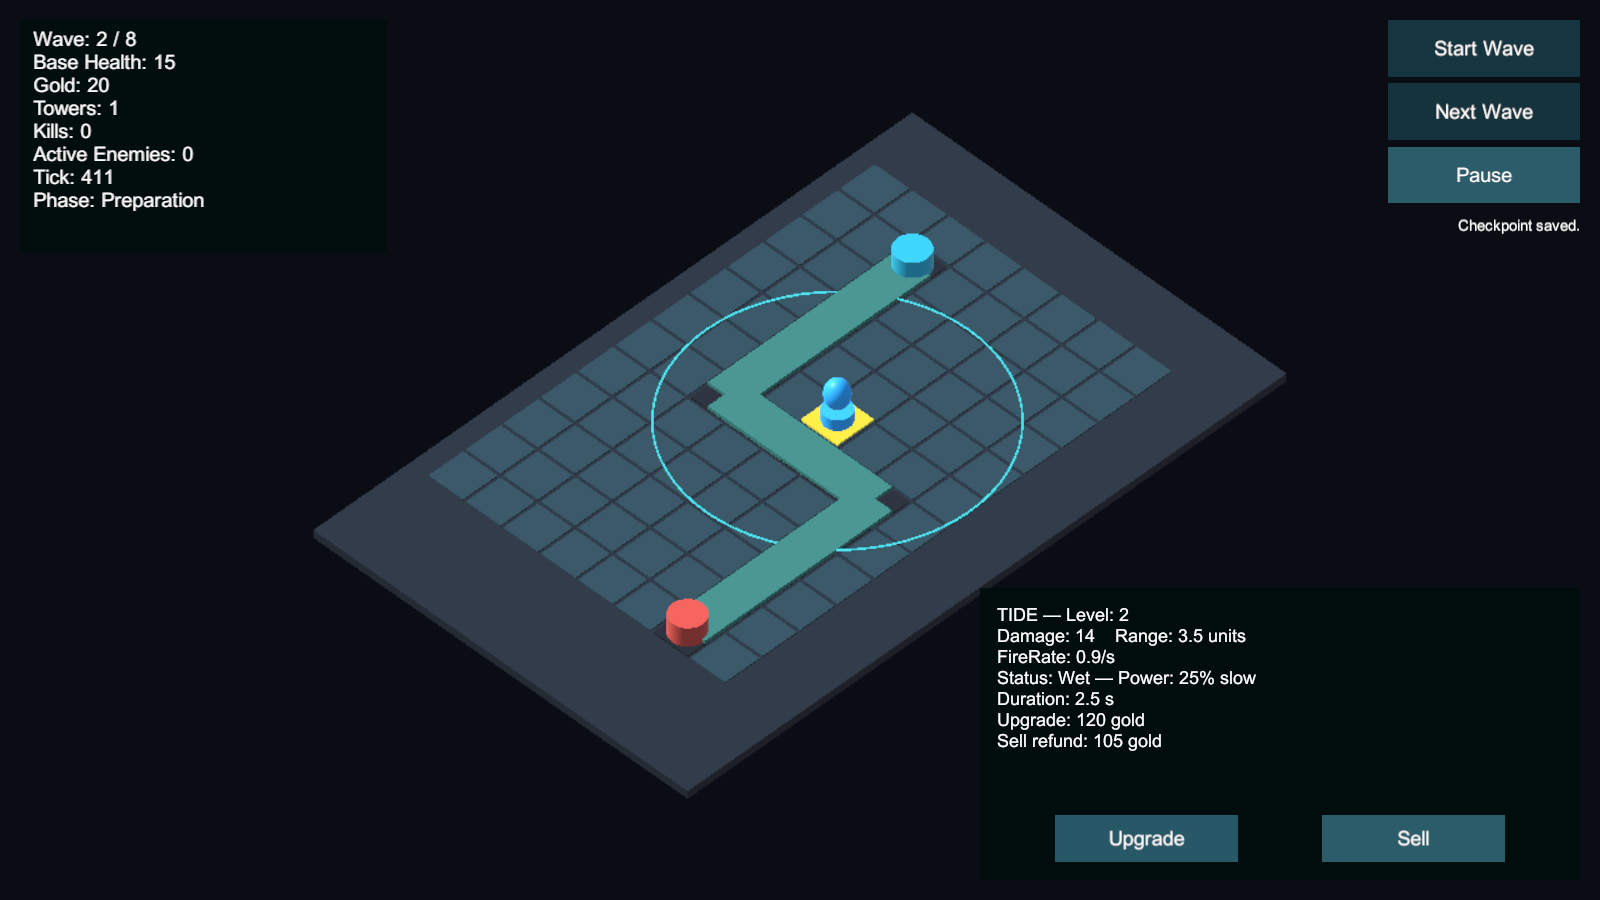 Wave: 2 / 8
Base Health: 15
Gold: 20
Towers: 1
Kills: 0
Active Enemies: 0
Tick: 411
Phase: Preparation
Start Wave
Next Wave
Pause
Checkpoint saved.
TIDE — Level: 2
Damage: 14    Range: 3.5 units
FireRate: 0.9/s
Status: Wet — Power: 25% slow
Duration: 2.5 s
Upgrade: 120 gold
Sell refund: 105 gold
Upgrade
Sell